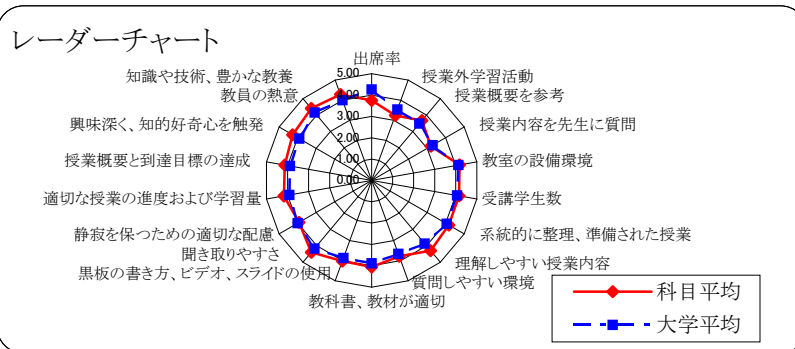 レーダーチャート
出席率
授業外学習活動
授業概要を参考
授業内容を先生に質問
教室の設備環境
受講学生数
系統的に整理、準備された授業
理解しやすい授業内容
質問しやすい環境
教科書、教材が適切
黒板の書き方、ビデオ、スライドの使用
聞き取りやすさ
静寂を保つための適切な配慮
適切な授業の進度および学習量
授業概要と到達目標の達成
興味深く、知的好奇心を触発
教員の熱意
知識や技術、豊かな教養
5.00
4.00
3.00
2.00
1.00
0.00
科目平均
大学平均